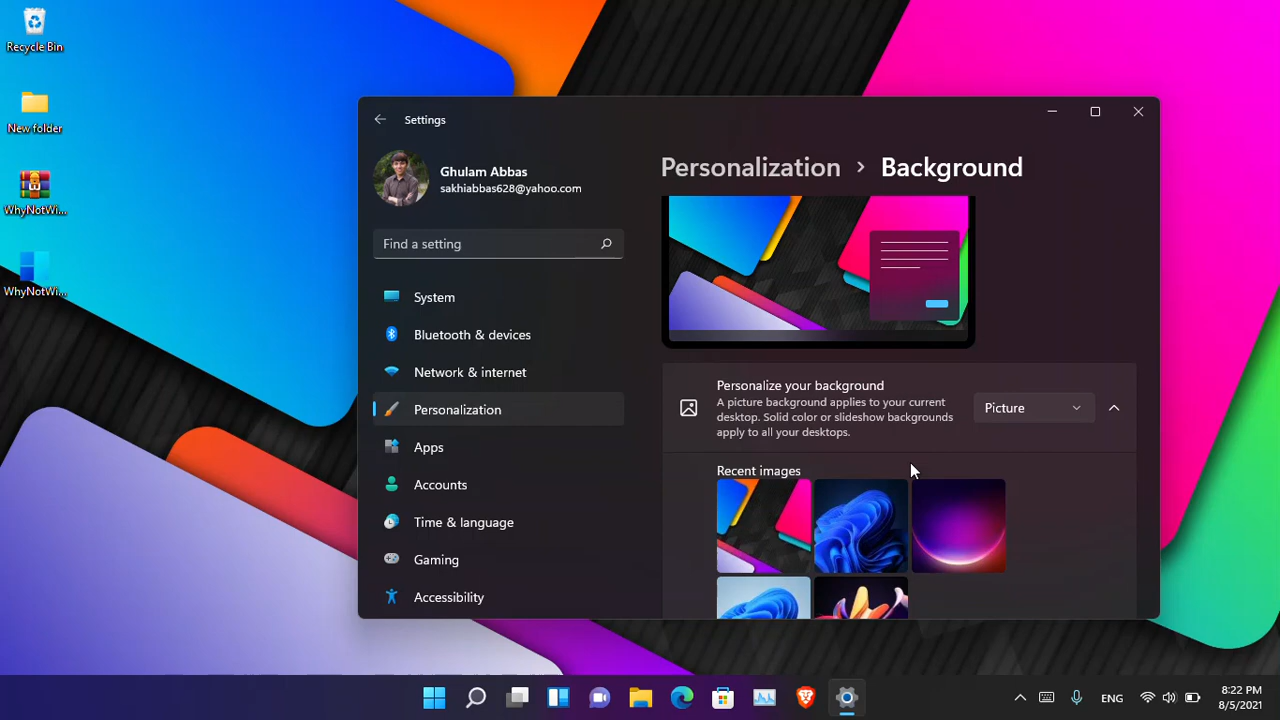 Recycle Bin
New folder
WhyNotWi...
WhyNotWi...
Settings
Ghulam Abbas
sakhiabbas628@yahoo.com
Find a setting
System
Bluetooth & devices
Network & internet
Personalization
Apps
Accounts
Time & language
Gaming
Accessibility
Personalization > Background
Personalize your background
A picture background applies to your current
desktop. Solid color or slideshow backgrounds
apply to all your desktops.
Picture
Recent images
ENG
8:22 PM
8/5/2021